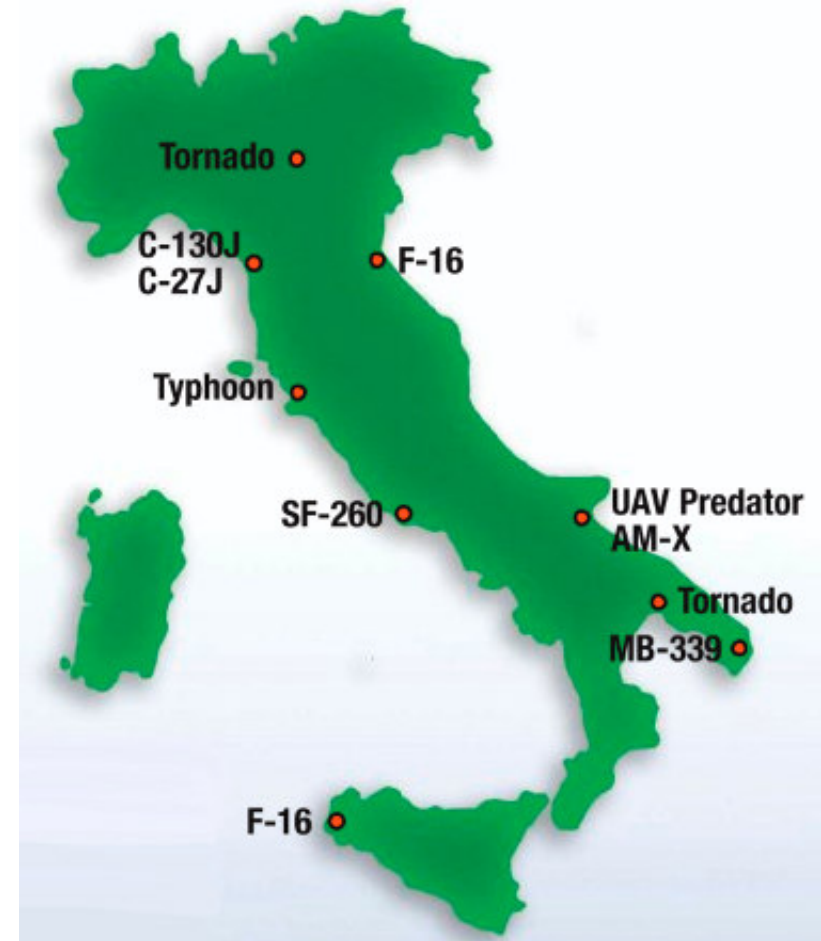 Tornado
C-130J
C-27J
F-16
Typhoon
SF-260
UAV Predator
AM-X
Tornado
MB-339
F-16